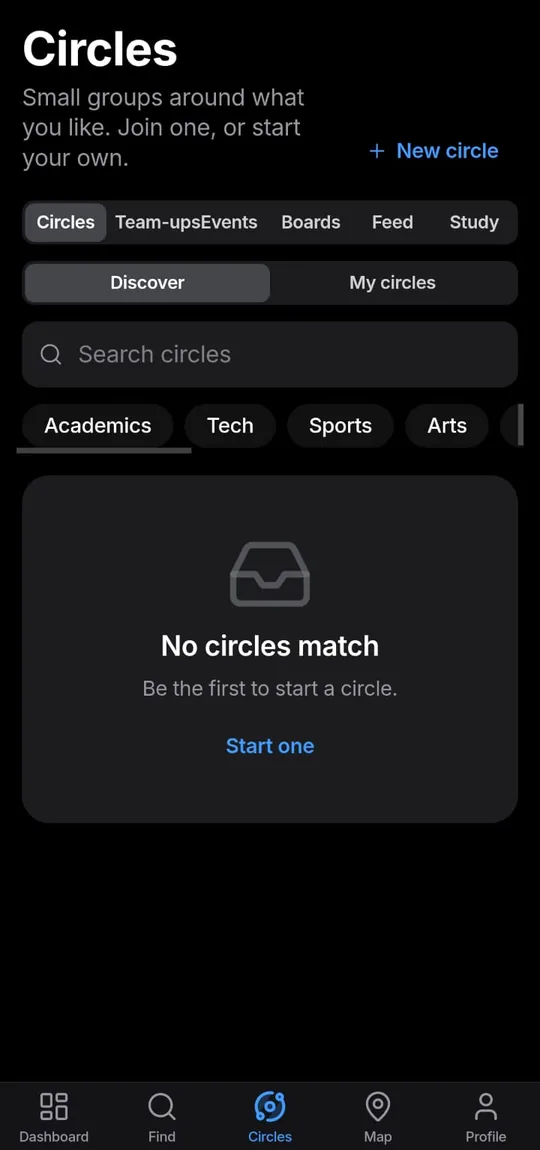 Circles
Small groups around what
you like. Join one, or start
your own.
+ New circle
Circles Team-upsEvents Boards Feed Study
Discover My circles
Search circles
Academics Tech Sports Arts
No circles match
Be the first to start a circle.
Start one
Dashboard Find Circles Map Profile